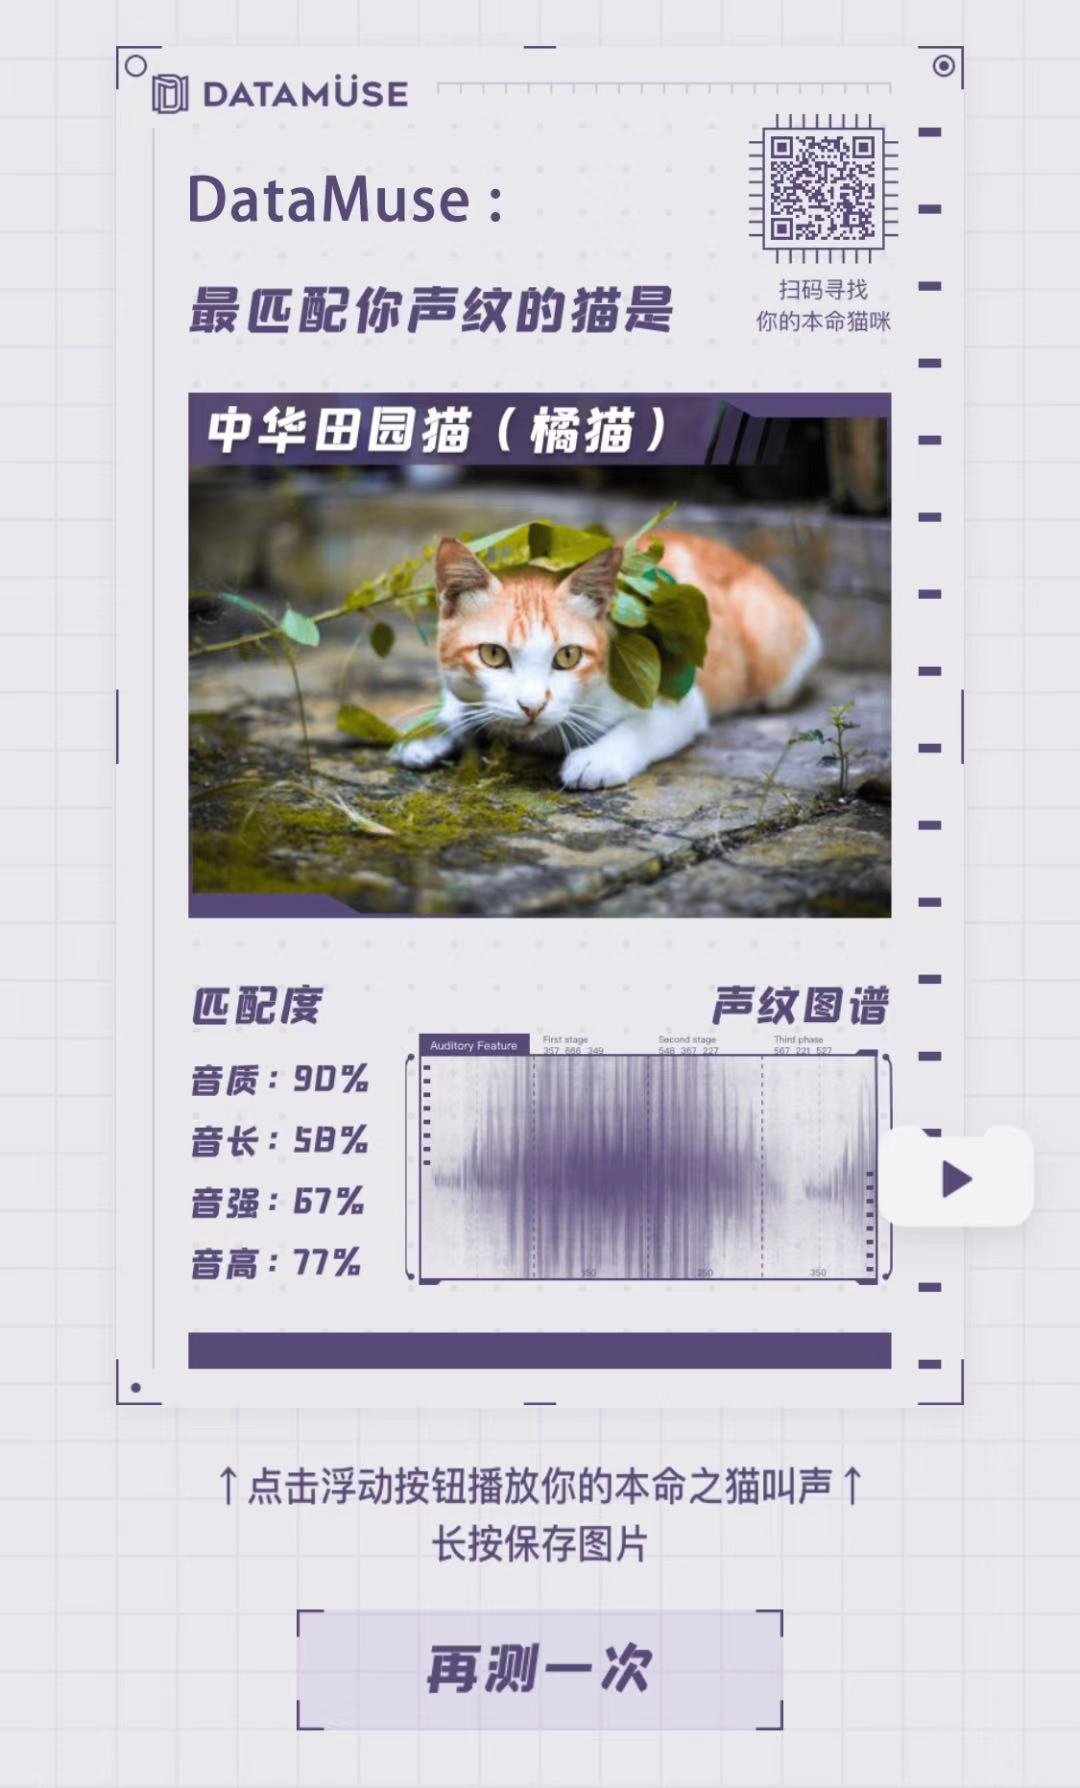 DATAMÜSE
DataMuse :
最匹配你声纹的猫是
扫码寻找
你的本命猫咪
中华田园猫（橘猫）
匹配度
声纹图谱
Auditory Feature
First stage
357 666 349
Second stage
548 367 227
Third phase
567 221 527
音质：90%
音长：58%
音强：67%
音高：77%
350
↑点击浮动按钮播放你的本命之猫叫声↑
长按保存图片
再测一次